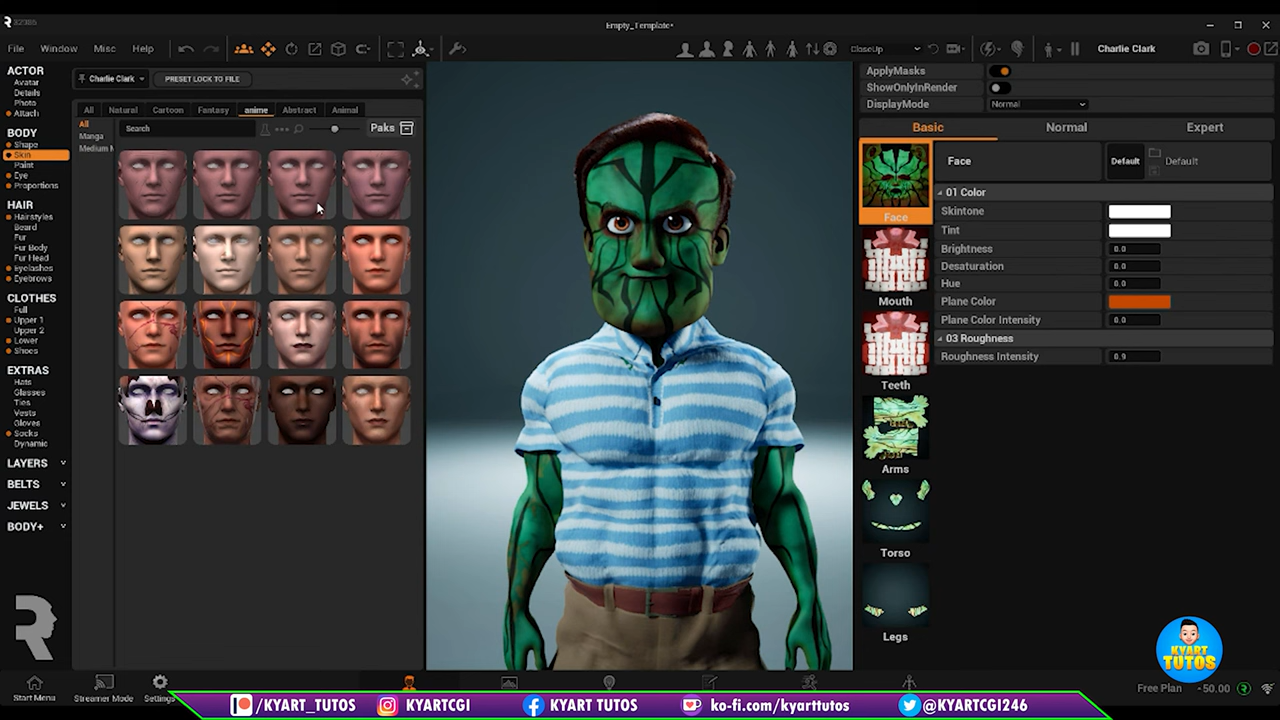 32985
Empty_Template*
File Window Misc Help
CloseUp
Charlie Clark
ACTOR
Avatar
Details
Photo
Attach
BODY
Shape
Skin
Paint
Eye
Proportions
HAIR
Hairstyles
Beard
Fur
Fur Body
Fur Head
Eyelashes
Eyebrows
CLOTHES
Full
Upper 1
Upper 2
Lower
Shoes
EXTRAS
Hats
Glasses
Ties
Vests
Gloves
Socks
Dynamic
LAYERS
BELTS
JEWELS
BODY+
Charlie Clark
PRESET LOCK TO FILE
All Natural Cartoon Fantasy anime Abstract Animal
All
Manga
Medium M
Search
Paks
ApplyMasks
ShowOnlyInRender
DisplayMode Normal
Basic Normal Expert
Face
Mouth
Teeth
Arms
Torso
Legs
Face Default Default
01 Color
Skintone
Tint
Brightness 0.0
Desaturation 0.0
Hue 0.0
Plane Color
Plane Color Intensity 0.0
03 Roughness
Roughness Intensity 0.9
KYART
TUTOS
Start Menu Streamer Mode Settings
Free Plan -50.00
/KYART_TUTOS KYARTCGI KYART TUTOS ko-fi.com/kyarttutos @KYARTCGI246